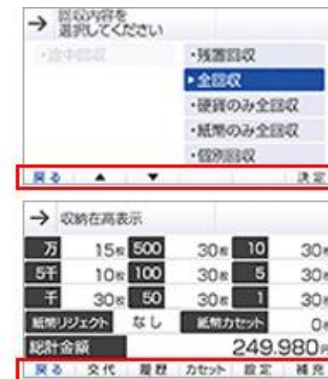 → 回収内容を
選択してください
・途中回収
・残置回収
▸全回収
・硬貨のみ全回収
・紙幣のみ全回収
・個別回収
戻る ▲ ▼ 決定
→ 収納在高表示
万 15枚 500 30枚 10 30枚
5千 10枚 100 30枚 5 30枚
千 30枚 50 30枚 1 30枚
紙幣リジェクト なし 紙幣カセット 0枚
総計金額 249,980円
戻る 交代 履歴 カセット 設定 補充